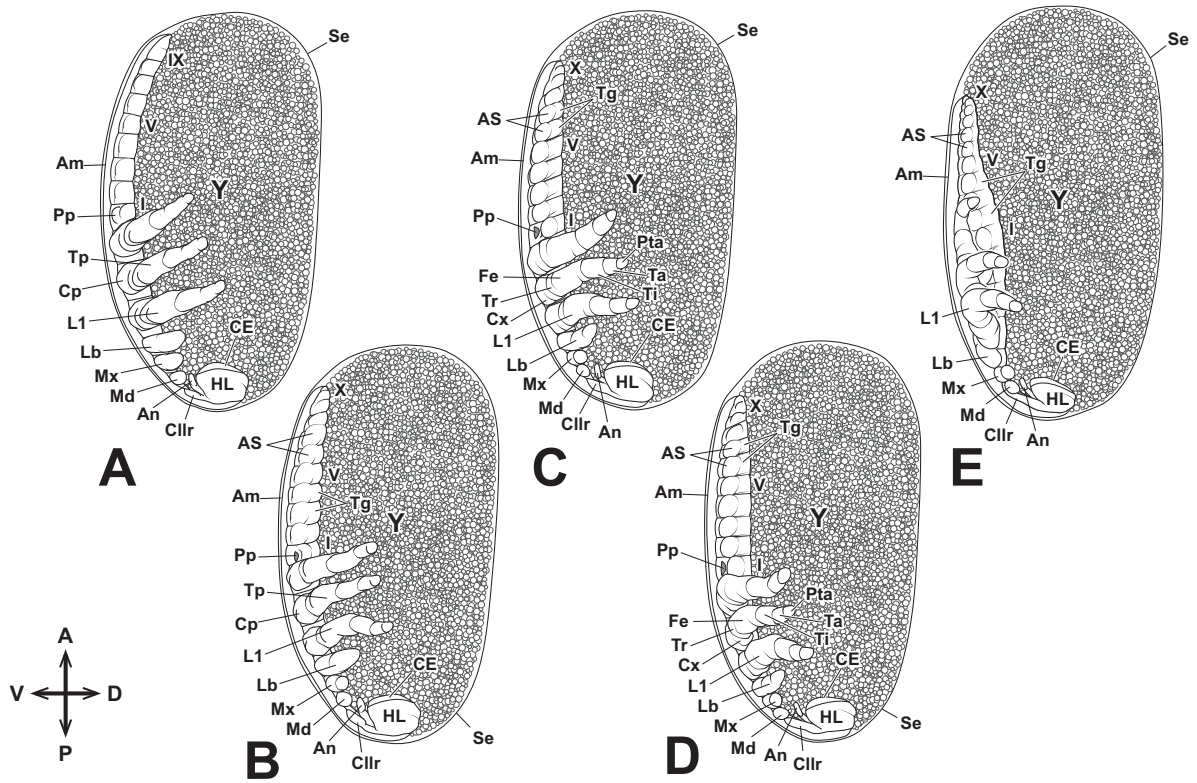 Se
IX
V
Am
Y
Pp
I
Tp
Cp
L1
CE
Lb
Mx
HL
Md
An
Cllr
A
Se
X
Tg
AS
V
Am
Y
Pp
I
Pta
Fe
Ta
Tr
Ti
Cx
L1
CE
Lb
Mx
HL
Md
Cllr
An
C
Se
X
AS
V
Tg
Am
Y
I
L1
CE
Lb
Mx
HL
Md
Cllr
An
E
X
AS
V
Am
Tg
Y
Pp
I
Tp
Cp
L1
CE
Lb
Mx
HL
Md
An
Cllr
Se
B
X
Tg
AS
V
Am
Y
Pp
I
Pta
Fe
Ta
Tr
Ti
Cx
CE
L1
Lb
Mx
HL
Md
An
Cllr
Se
D
A
V D
P